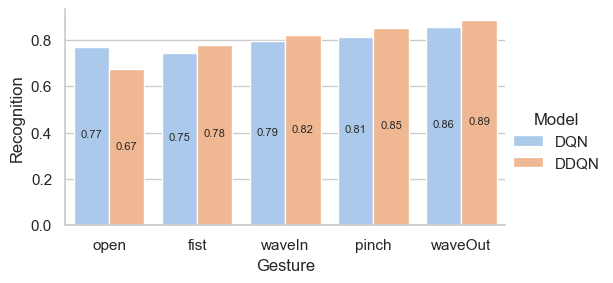 Recognition
0.8
0.6
0.4
0.2
0.0
0.77 0.67 0.75 0.78 0.79 0.82 0.81 0.85 0.86 0.89
open fist waveIn pinch waveOut
Gesture
Model
DQN
DDQN